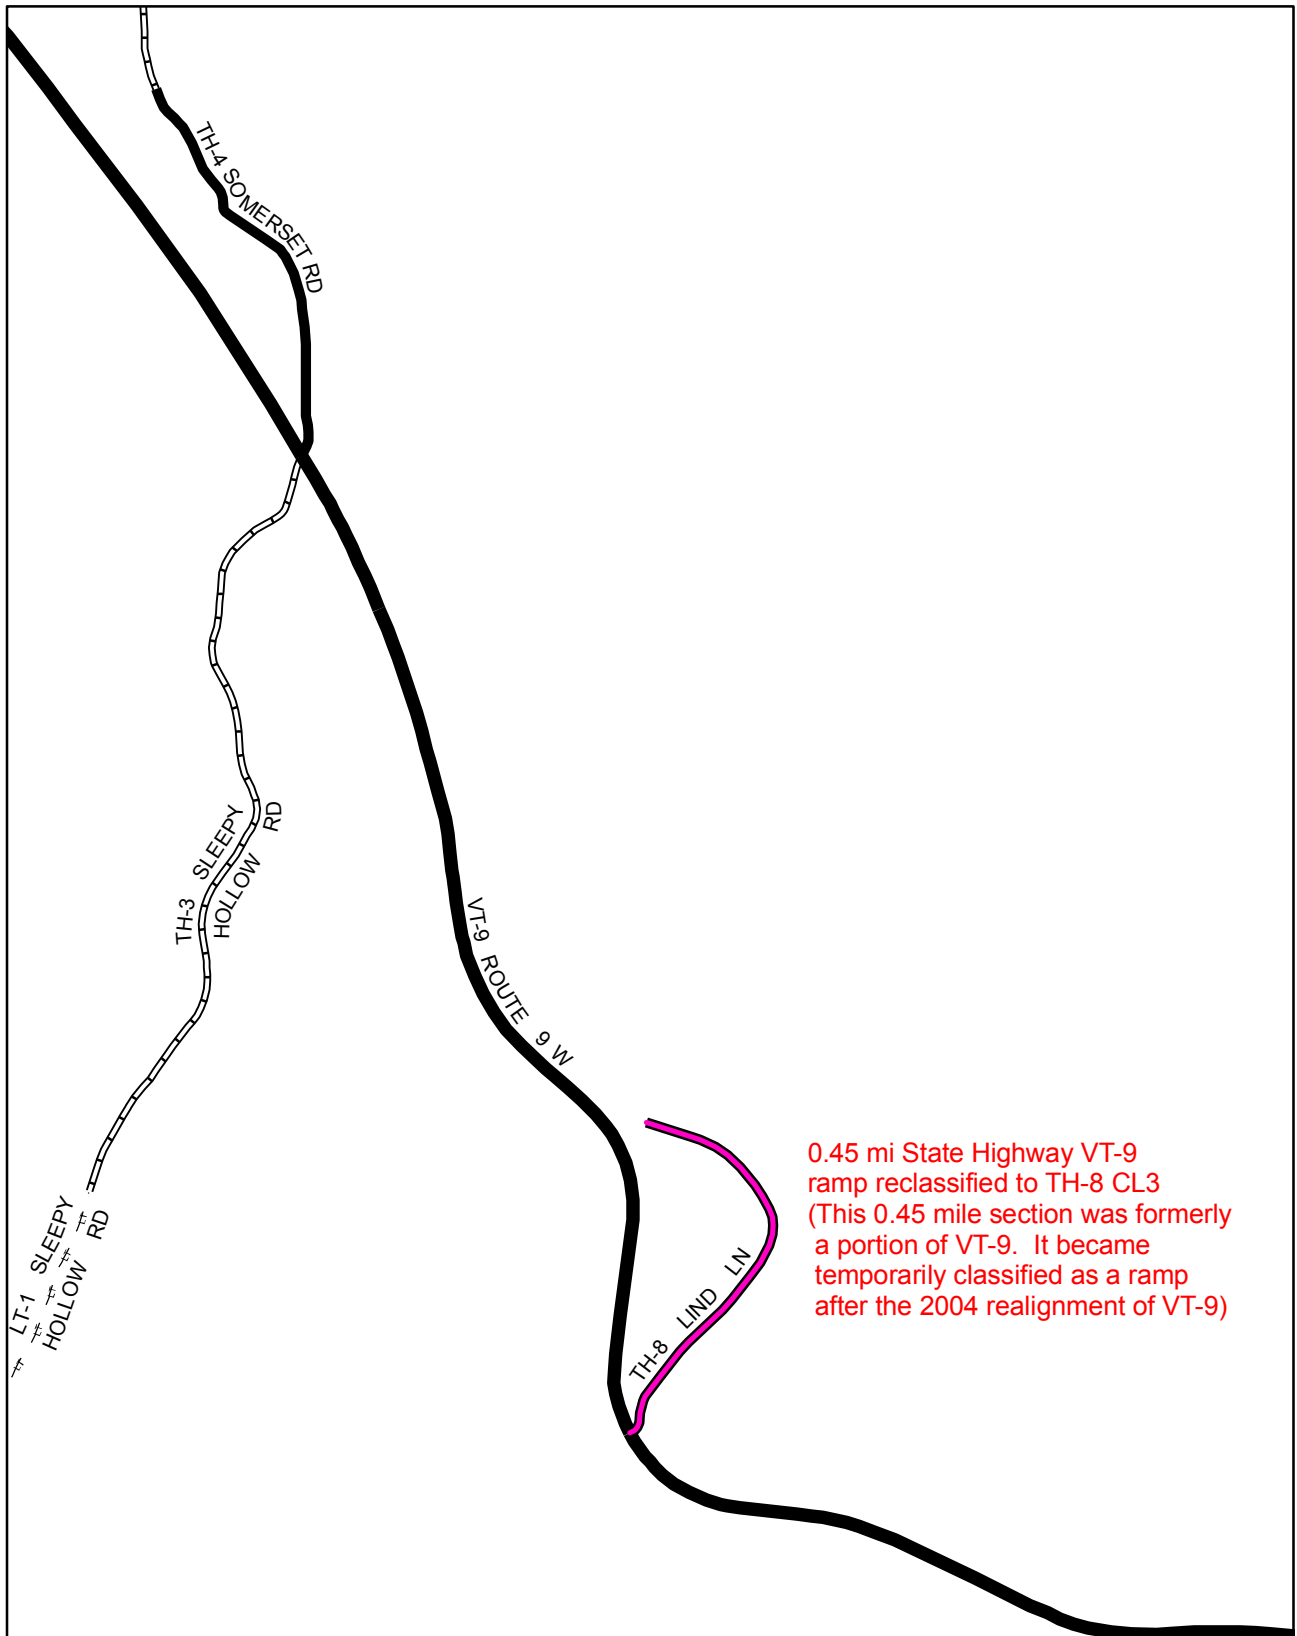 TH-4 SOMERSET RD
TH-3 SLEEPY
HOLLOW RD
VT-9 ROUTE 9 W
LT-1 SLEEPY
HOLLOW RD
TH-8 LIND LN
0.45 mi State Highway VT-9
ramp reclassified to TH-8 CL3
(This 0.45 mile section was formerly
a portion of VT-9. It became
temporarily classified as a ramp
after the 2004 realignment of VT-9)